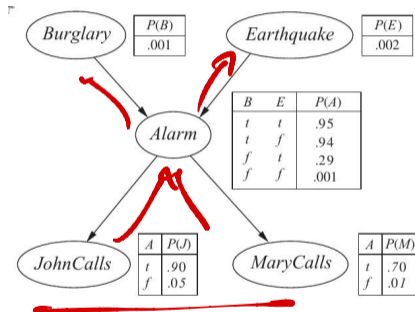 Burglary
P(B)
.001
Earthquake
P(E)
.002
Alarm
B E P(A)
t t .95
t f .94
f t .29
f f .001
JohnCalls
A P(J)
t .90
f .05
MaryCalls
A P(M)
t .70
f .01